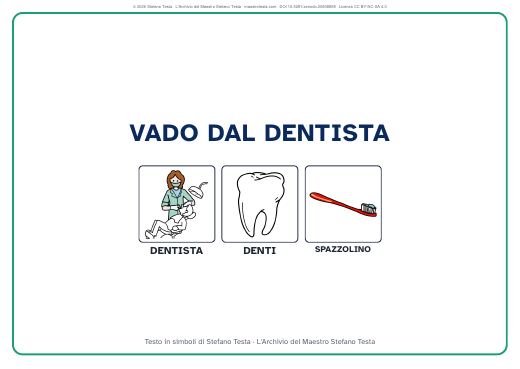 VADO DAL DENTISTA
DENTISTA
DENTI
SPAZZOLINO
Testo in simboli di Stefano Testa - L'Archivio del Maestro Stefano Testa